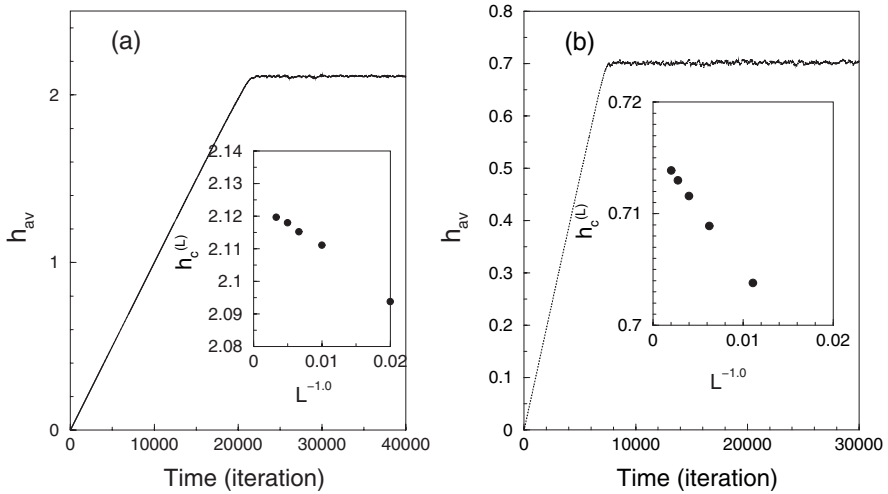 (a)
2
1
0
h_av
0 10000 20000 30000 40000
Time (iteration)
2.14
2.13
2.12
2.11
2.1
2.09
2.08
h_c^(L)
0 0.01 0.02
L^−1.0
(b)
0.8
0.7
0.6
0.5
0.4
0.3
0.2
0.1
0
h_av
0 10000 20000 30000
Time (iteration)
0.72
0.71
0.7
h_c^(L)
0 0.01 0.02
L^−1.0